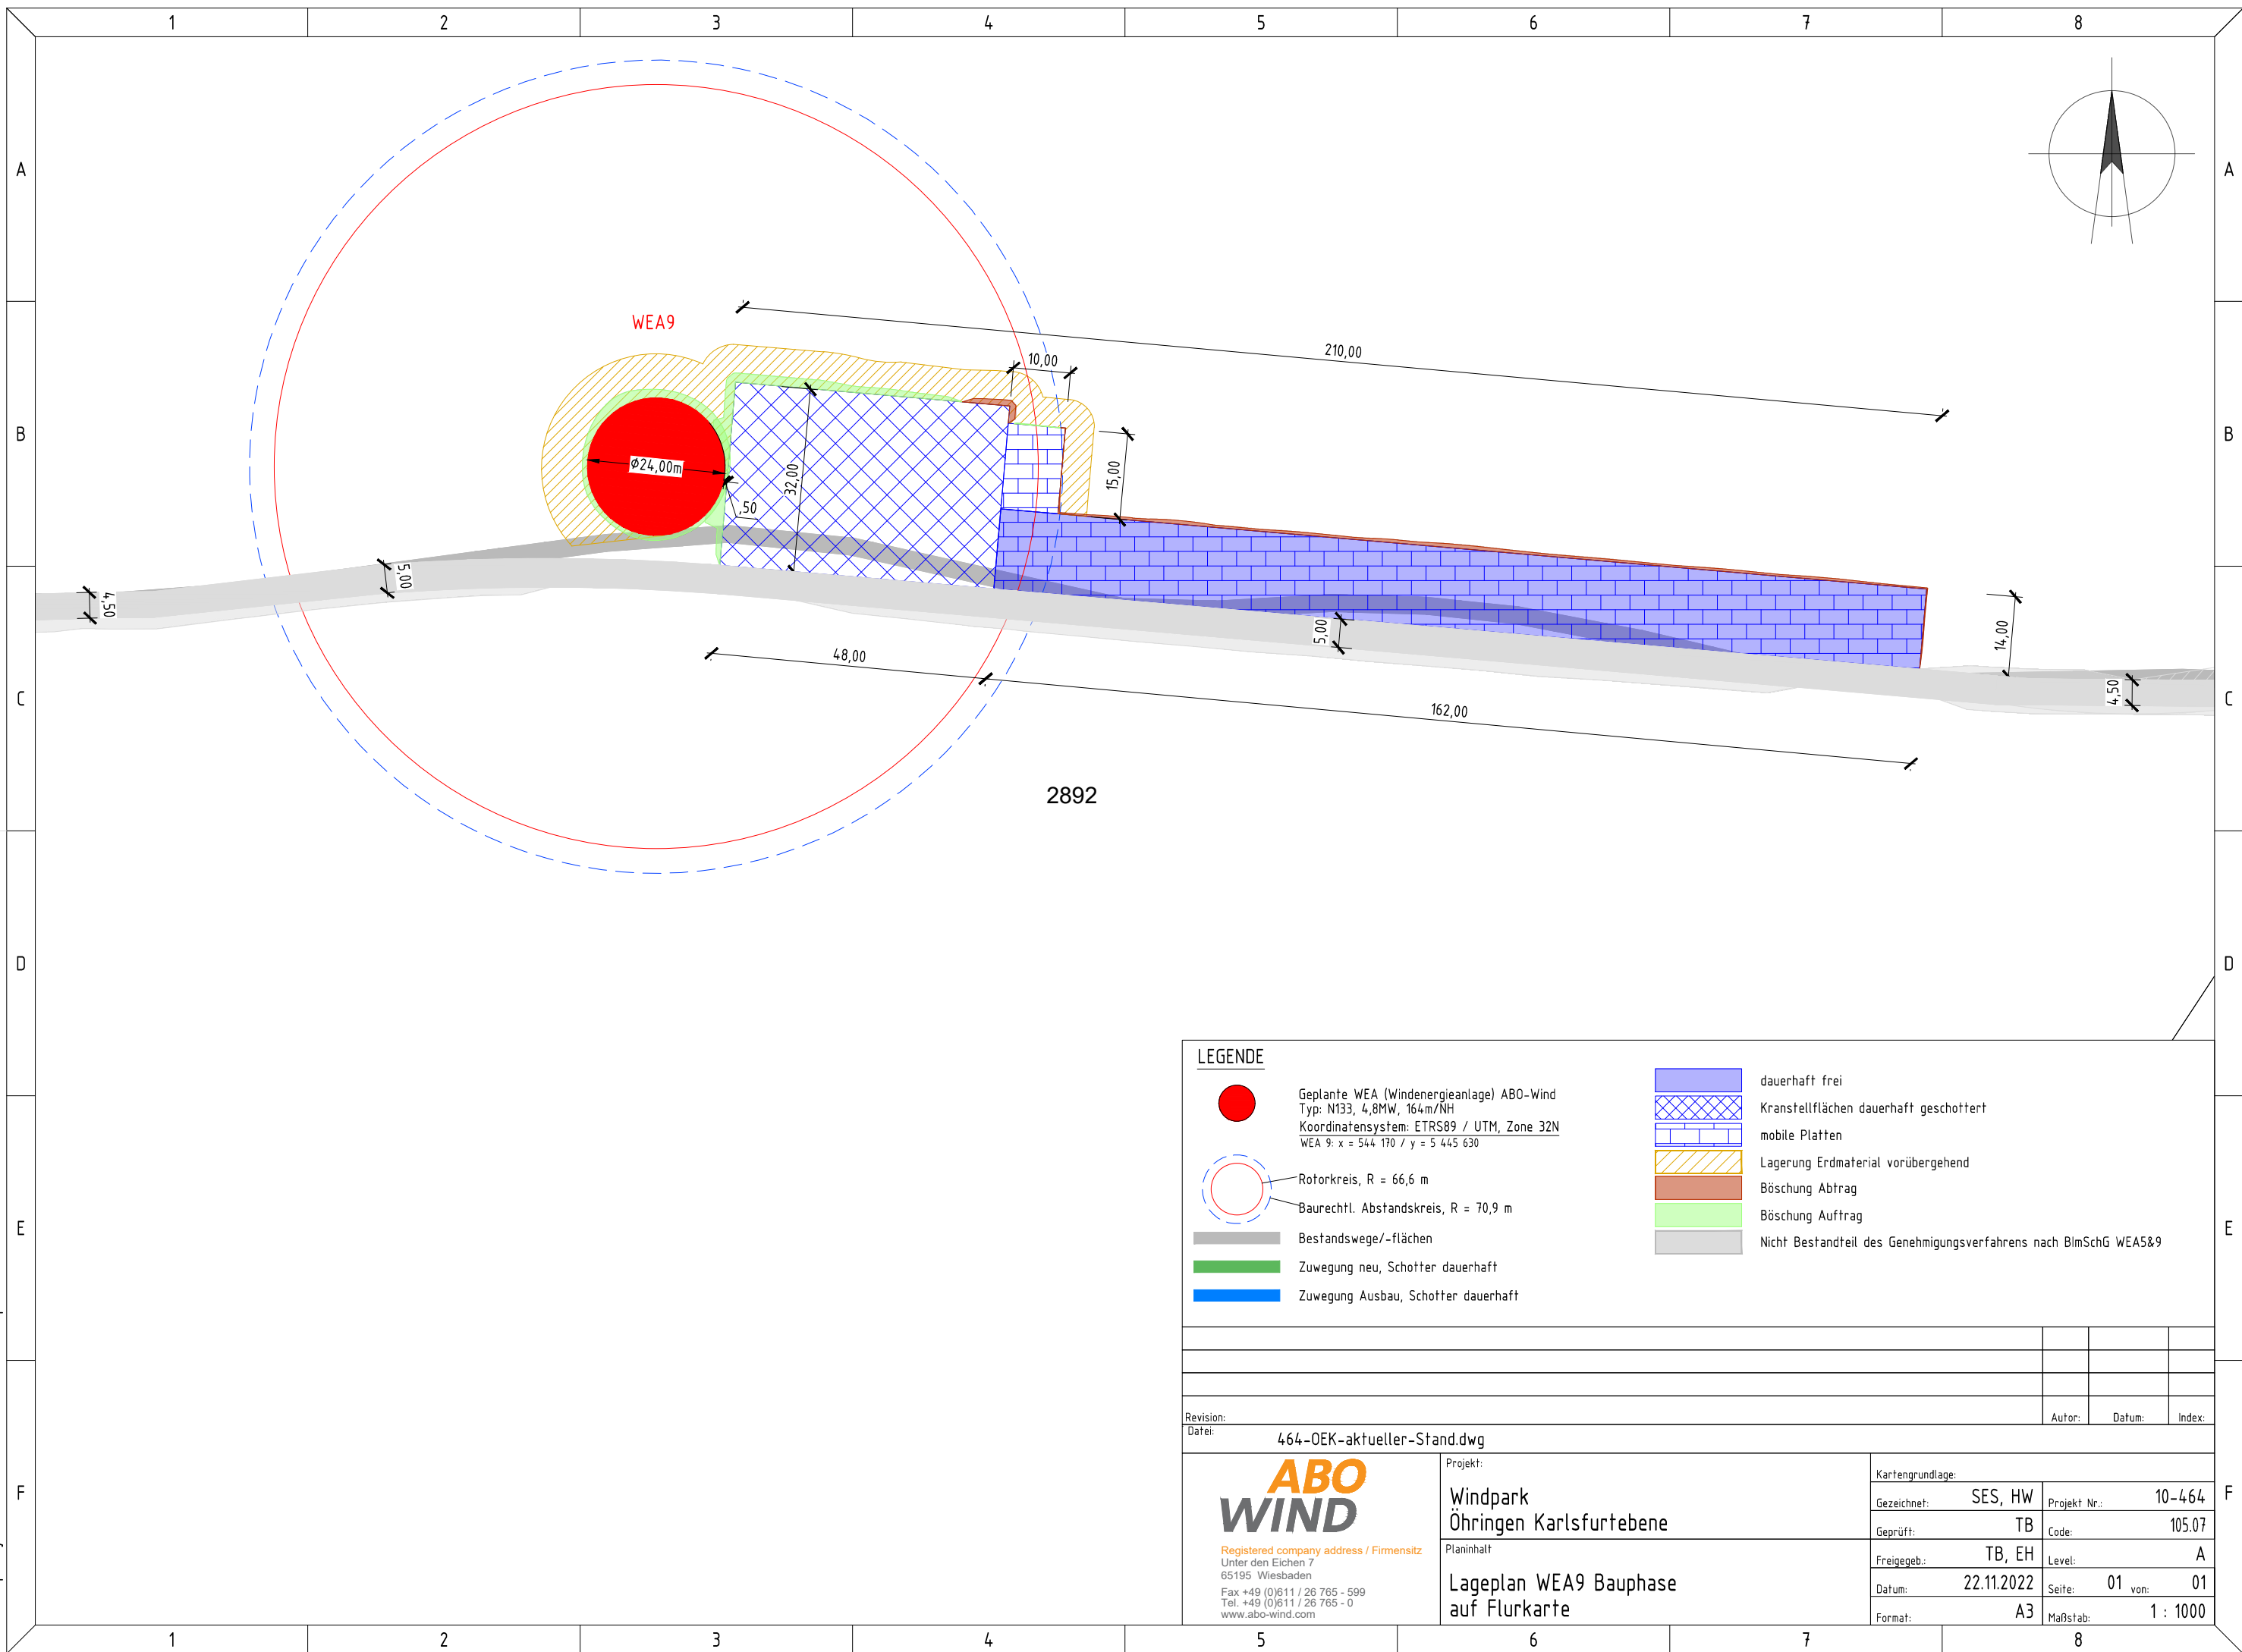 1 2 3 4 5 6 7 8
A A
WEA9
210,00
10,00
B B
Ø24,00m
32,00
,50
15,00
5,00
4,50
5,00
14,00
48,00
4,50
C C
162,00
2892
D D
LEGENDE
Geplante WEA (Windenergieanlage) ABO-Wind
Typ: N133, 4,8MW, 164m/NH
Koordinatensystem: ETRS89 / UTM, Zone 32N
WEA 9: x = 544 170 / y = 5 445 630
Rotorkreis, R = 66,6 m
Baurechtl. Abstandskreis, R = 70,9 m
Bestandswege/-flächen
Zuwegung neu, Schotter dauerhaft
Zuwegung Ausbau, Schotter dauerhaft
dauerhaft frei
Kranstellflächen dauerhaft geschottert
mobile Platten
Lagerung Erdmaterial vorübergehend
Böschung Abtrag
Böschung Auftrag
Nicht Bestandteil des Genehmigungsverfahrens nach BImSchG WEA5&9
E E
Revision: Autor: Datum: Index:
Datei: 464-OEK-aktueller-Stand.dwg
ABO
WIND
Registered company address / Firmensitz
Unter den Eichen 7
65195 Wiesbaden
Fax +49 (0)611 / 26 765 - 599
Tel. +49 (0)611 / 26 765 - 0
www.abo-wind.com
Projekt:
Windpark
Öhringen Karlsfurtebene
Planinhalt
Lageplan WEA9 Bauphase
auf Flurkarte
Kartengrundlage:
Gezeichnet: SES, HW Projekt Nr.: 10-464
Geprüft: TB Code: 105.07
Freigegeb.: TB, EH Level: A
Datum: 22.11.2022 Seite: 01 von: 01
Format: A3 Maßstab: 1 : 1000
F F
1 2 3 4 5 6 7 8